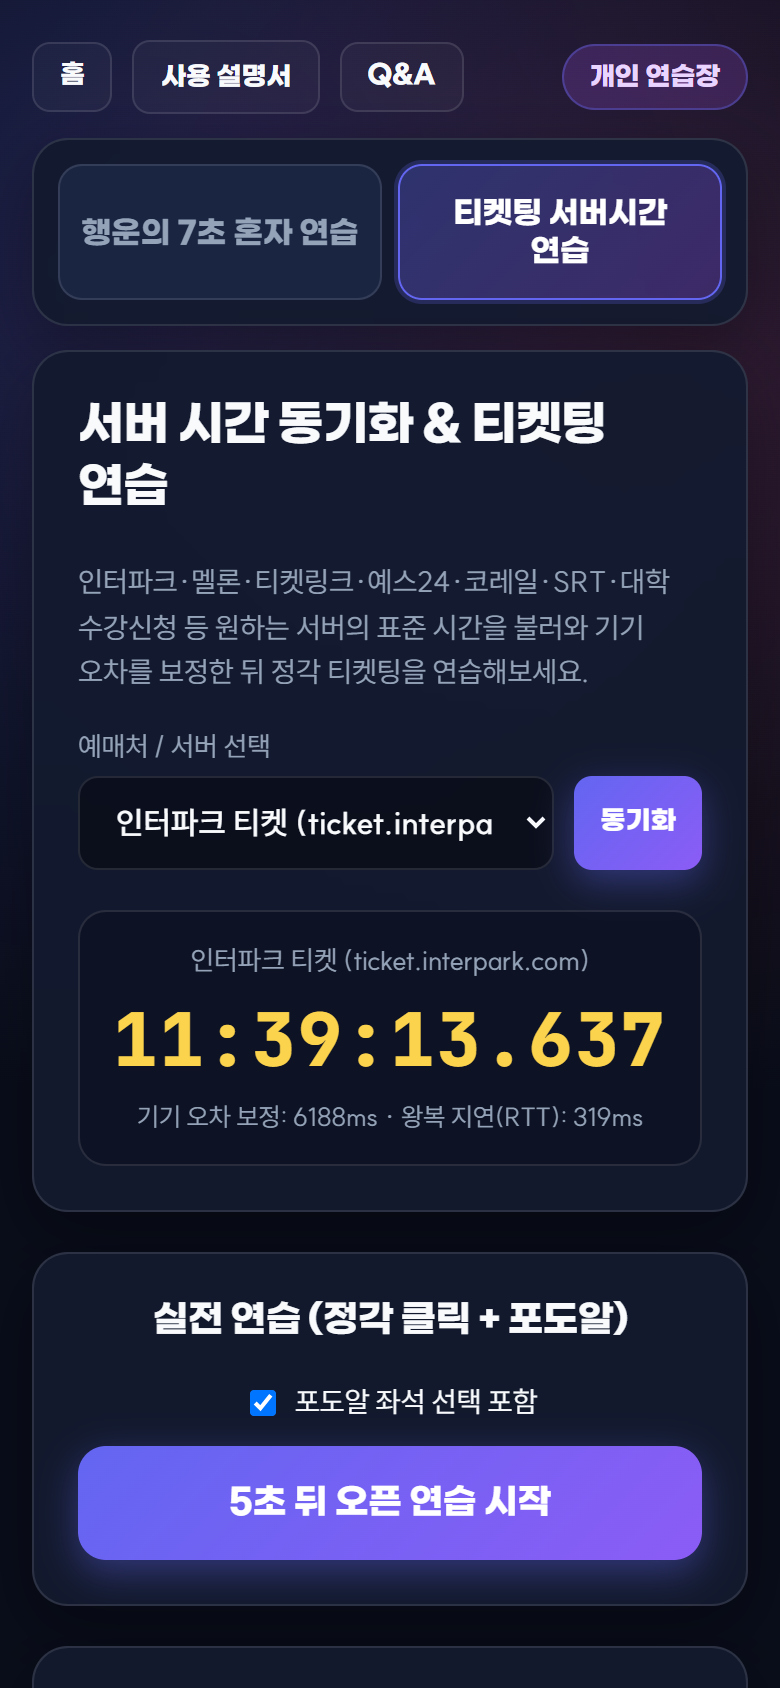 홈
사용 설명서
Q&A
개인 연습장
행운의 7초 혼자 연습
티켓팅 서버시간
연습
서버 시간 동기화 & 티켓팅
연습
인터파크·멜론·티켓링크·예스24·코레일·SRT·대학
수강신청 등 원하는 서버의 표준 시간을 불러와 기기
오차를 보정한 뒤 정각 티켓팅을 연습해보세요.
예매처 / 서버 선택
인터파크 티켓 (ticket.interpa
동기화
인터파크 티켓 (ticket.interpark.com)
11:39:13.637
기기 오차 보정: 6188ms · 왕복 지연(RTT): 319ms
실전 연습 (정각 클릭 + 포도알)
포도알 좌석 선택 포함
5초 뒤 오픈 연습 시작